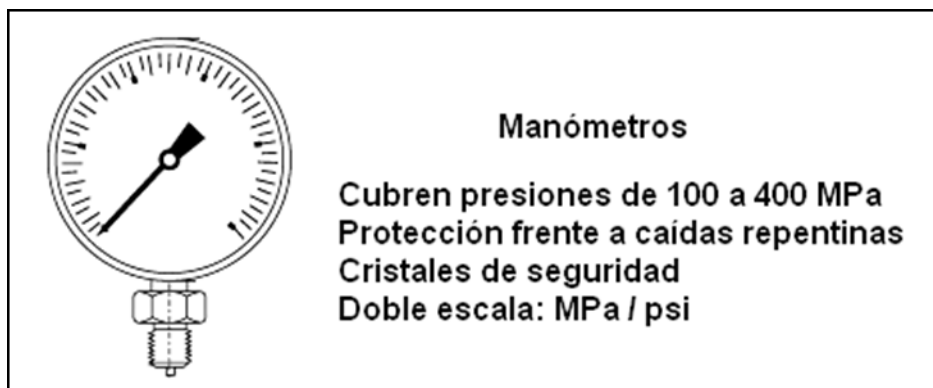 Manómetros
Cubren presiones de 100 a 400 MPa
Protección frente a caídas repentinas
Cristales de seguridad
Doble escala: MPa / psi